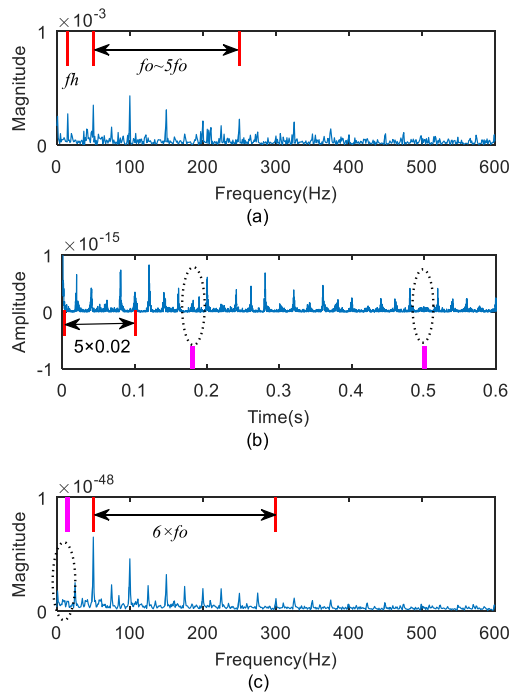 ×10⁻³
1
Magnitude
fh
fo~5fo
0
0 100 200 300 400 500 600
Frequency(Hz)
(a)
×10⁻¹⁵
1
Amplitude
0
5×0.02
-1
0 0.1 0.2 0.3 0.4 0.5 0.6
Time(s)
(b)
×10⁻⁴⁸
1
Magnitude
6×fo
0
0 100 200 300 400 500 600
Frequency(Hz)
(c)